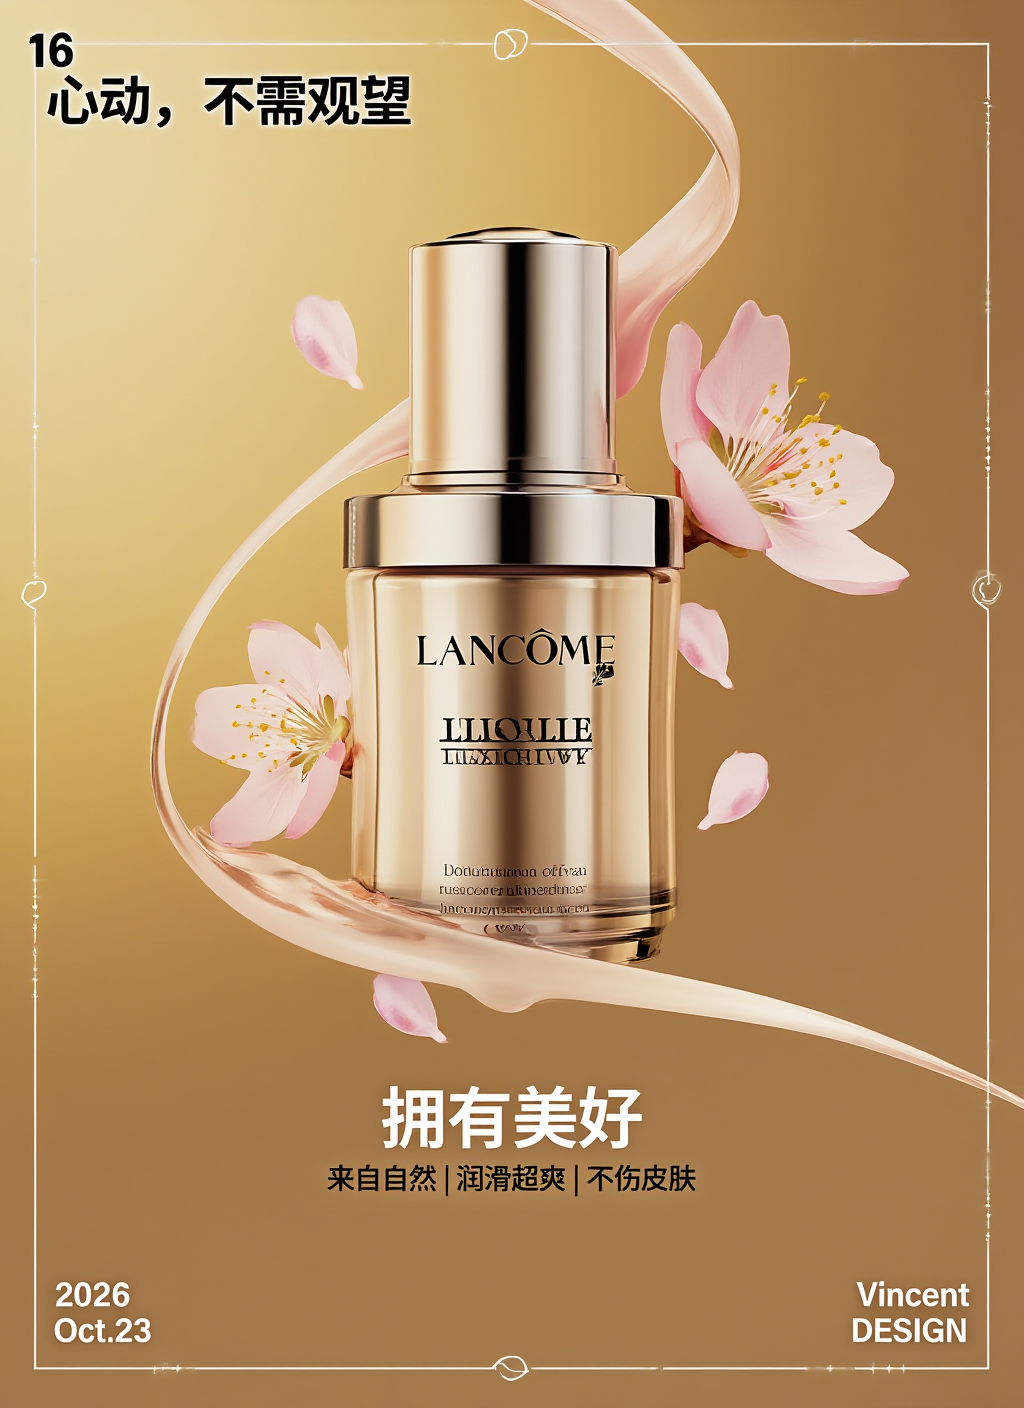 16
心动，不需观望
LANCÔME
拥有美好
来自自然 | 润滑超爽 | 不伤皮肤
2026
Oct.23
Vincent
DESIGN